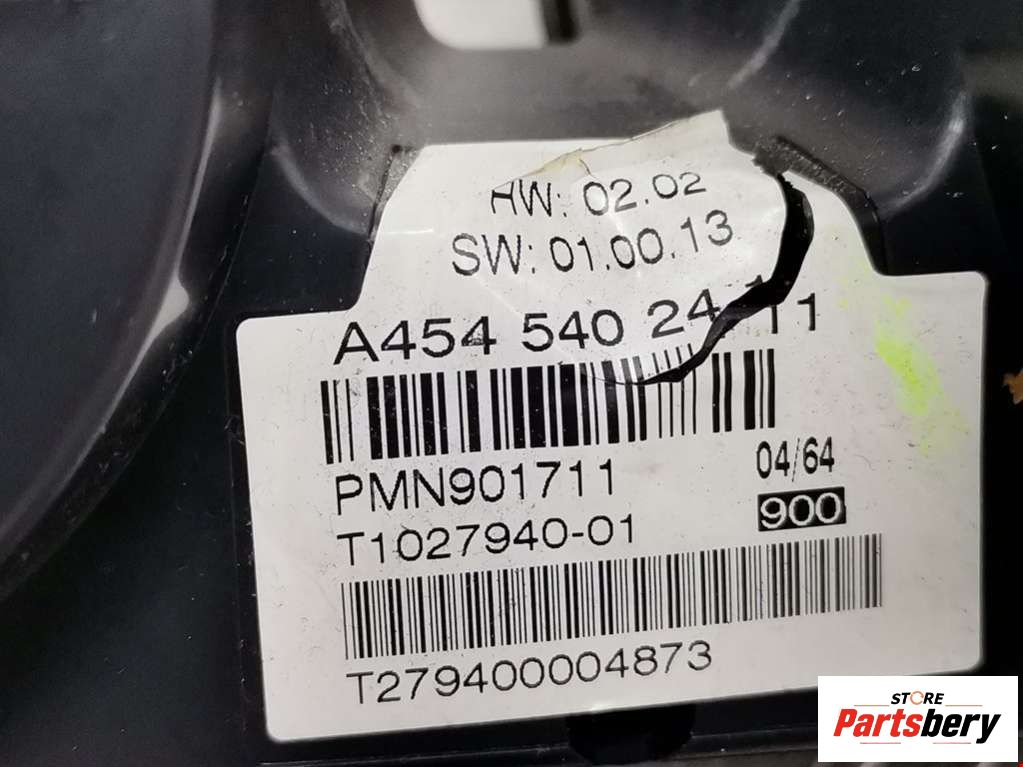 HW: 02.02
SW: 01.00.13
A454 540 24 11
PMN901711
04/64
T1027940-01
900
T279400004873
STORE
Partsbery